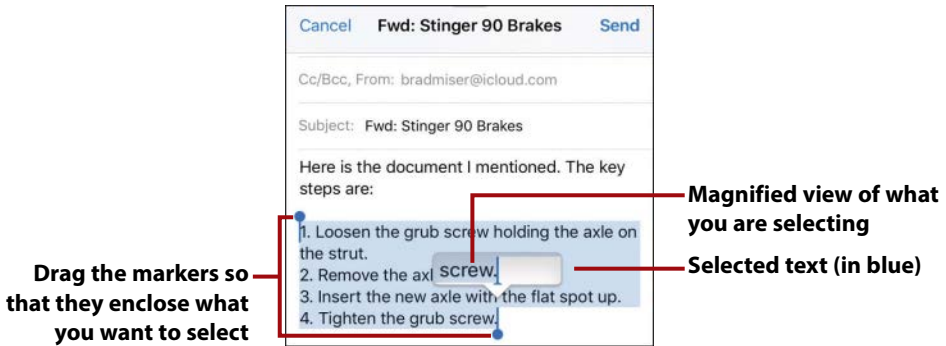 Cancel Fwd: Stinger 90 Brakes Send
Cc/Bcc, From: bradmiser@icloud.com
Subject: Fwd: Stinger 90 Brakes
Here is the document I mentioned. The key
steps are:
1. Loosen the grub screw holding the axle on
the strut.
2. Remove the axl
screw.
3. Insert the new axle with the flat spot up.
4. Tighten the grub screw.
Magnified view of what
you are selecting
Selected text (in blue)
Drag the markers so
that they enclose what
you want to select